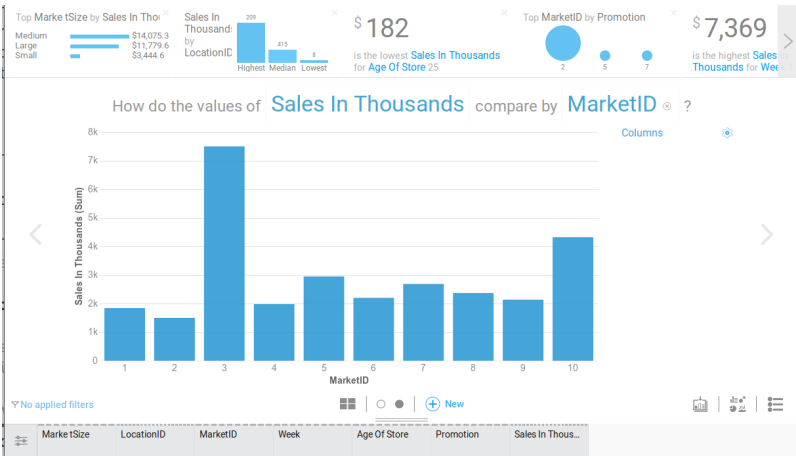 Top MarketSize by Sales In Thou
Medium $14,075.3
Large $11,779.6
Small $3,444.6
Sales In
Thousands
by
LocationID
209
415
8
Highest Median Lowest
$182
is the lowest Sales In Thousands
for Age Of Store 25
Top MarketID by Promotion
2 5 7
$7,369
is the highest Sales In
Thousands for Week
How do the values of Sales In Thousands compare by MarketID ?
Columns
Sales In Thousands (Sum)
8k
7k
6k
5k
4k
3k
2k
1k
0
1 2 3 4 5 6 7 8 9 10
MarketID
No applied filters
New
MarketSize LocationID MarketID Week Age Of Store Promotion Sales In Thous...